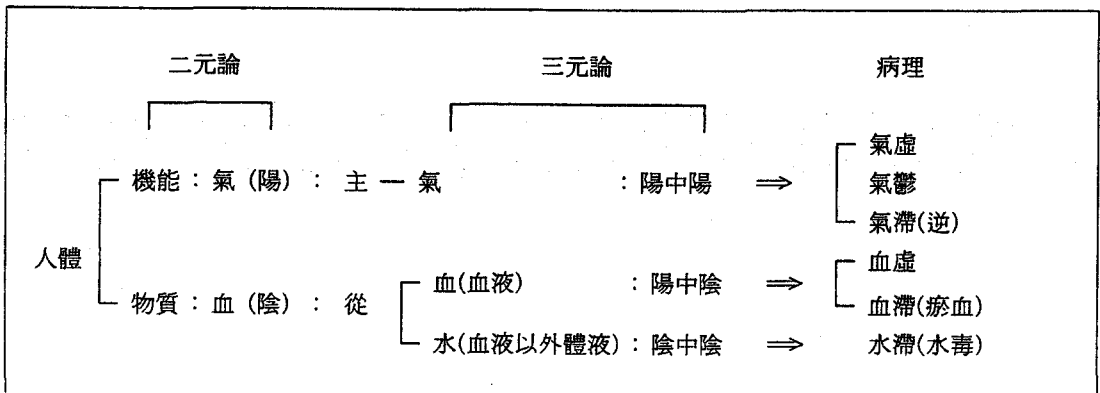 二元論 三元論 病理
氣虛
機能 : 氣 (陽) : 主 ー 氣 : 陽中陽 ⇒ 氣鬱
氣滯(逆)
人體
血虛
血(血液) : 陽中陰 ⇒
物質 : 血 (陰) : 從
血滯(瘀血)
水(血液以外體液) : 陰中陰 ⇒ 水滯(水毒)